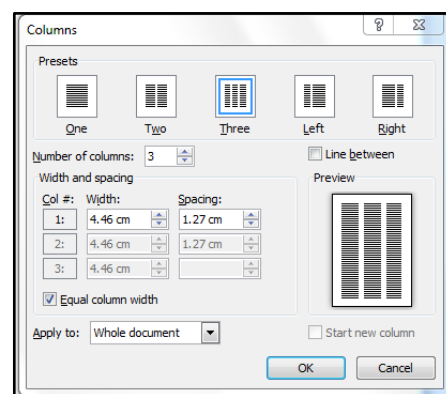 Columns
?
Presets
One Two Three Left Right
Number of columns: 3 Line between
Width and spacing Preview
Col #: Width: Spacing:
1: 4.46 cm 1.27 cm
2: 4.46 cm 1.27 cm
3: 4.46 cm
Equal column width
Apply to: Whole document Start new column
OK Cancel